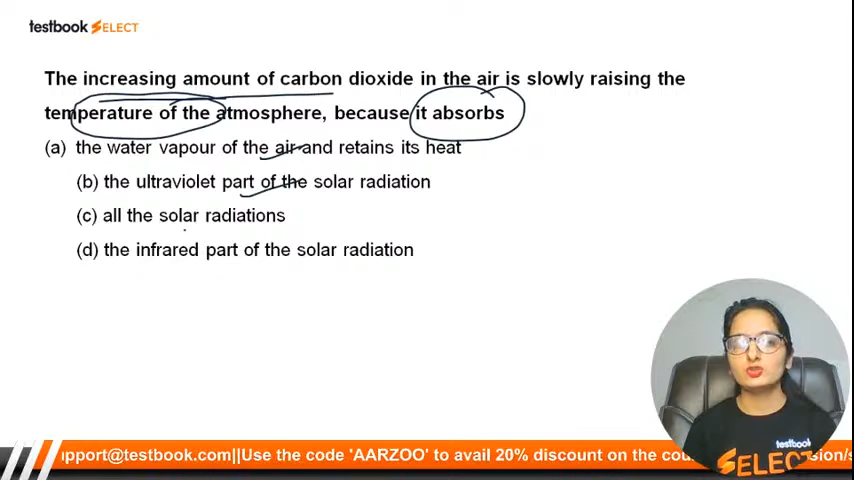 testbook SELECT
The increasing amount of carbon dioxide in the air is slowly raising the
temperature of the atmosphere, because it absorbs
(a) the water vapour of the air and retains its heat
(b) the ultraviolet part of the solar radiation
(c) all the solar radiations
(d) the infrared part of the solar radiation
testbook
SELECT
pport@testbook.com||Use the code 'AARZOO' to avail 20% discount on the cou